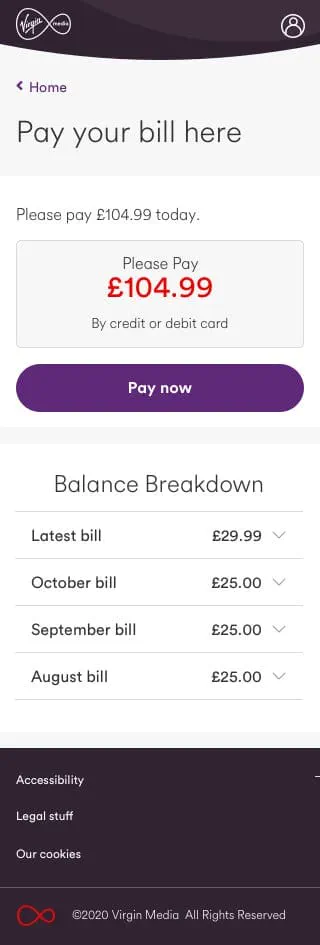 Virgin media
Home
Pay your bill here
Please pay £104.99 today.
Please Pay
£104.99
By credit or debit card
Pay now
Balance Breakdown
Latest bill £29.99
October bill £25.00
September bill £25.00
August bill £25.00
Accessibility
Legal stuff
Our cookies
©2020 Virgin Media All Rights Reserved